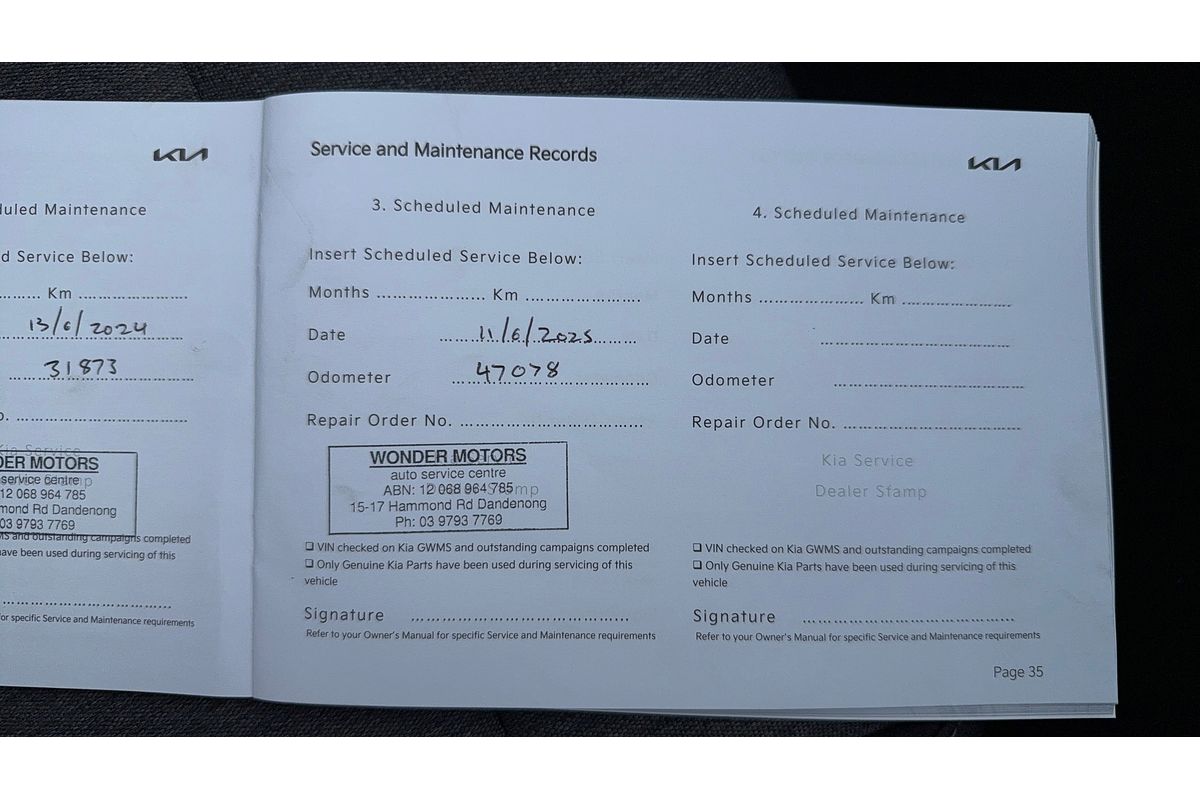 KIA
duled Maintenance
d Service Below:
Km
13/6/2024
31873
o.
Kia Service
DER MOTORS
service centre
12 068 964 785
mond Rd Dandenong
03 9793 7769
MS and outstanding campaigns completed
have been used during servicing of this
for specific Service and Maintenance requirements
Service and Maintenance Records
KIA
3. Scheduled Maintenance
Insert Scheduled Service Below:
Months .................... Km ....................
Date 11/6/2025
Odometer 47078
Repair Order No. ....................
WONDER MOTORS
auto service centre
ABN: 12 068 964 785
15-17 Hammond Rd Dandenong
Ph: 03 9793 7769
❑ VIN checked on Kia GWMS and outstanding campaigns completed
❑ Only Genuine Kia Parts have been used during servicing of this
vehicle
Signature ....................
Refer to your Owner's Manual for specific Service and Maintenance requirements
4. Scheduled Maintenance
Insert Scheduled Service Below:
Months .................... Km ....................
Date ....................
Odometer ....................
Repair Order No. ....................
Kia Service
Dealer Stamp
❑ VIN checked on Kia GWMS and outstanding campaigns completed
❑ Only Genuine Kia Parts have been used during servicing of this
vehicle
Signature ....................
Refer to your Owner's Manual for specific Service and Maintenance requirements
Page 35